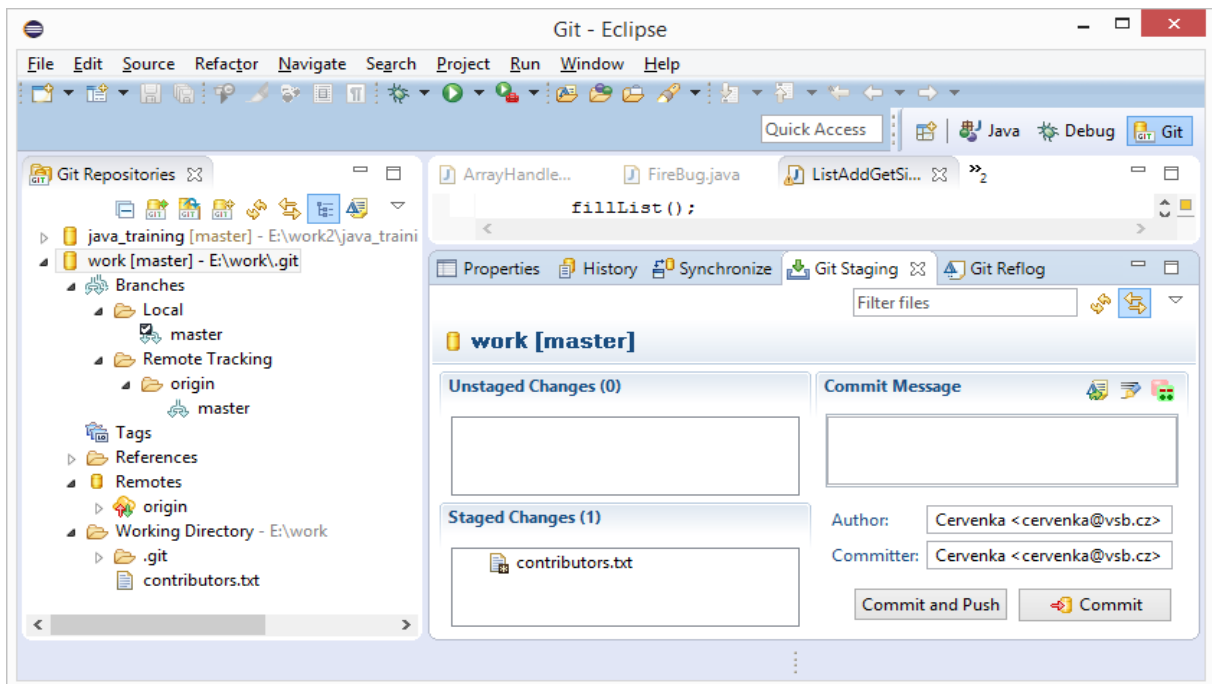 Git - Eclipse
File Edit Source Refactor Navigate Search Project Run Window Help
Quick Access Java Debug Git
Git Repositories
java_training [master] - E:\work2\java_traini
work [master] - E:\work\.git
Branches
Local
master
Remote Tracking
origin
master
Tags
References
Remotes
origin
Working Directory - E:\work
.git
contributors.txt
ArrayHandle... FireBug.java ListAddGetSi... »2
fillList();
Properties History Synchronize Git Staging Git Reflog
Filter files
work [master]
Unstaged Changes (0)
Staged Changes (1)
contributors.txt
Commit Message
Author: Cervenka <cervenka@vsb.cz>
Committer: Cervenka <cervenka@vsb.cz>
Commit and Push Commit